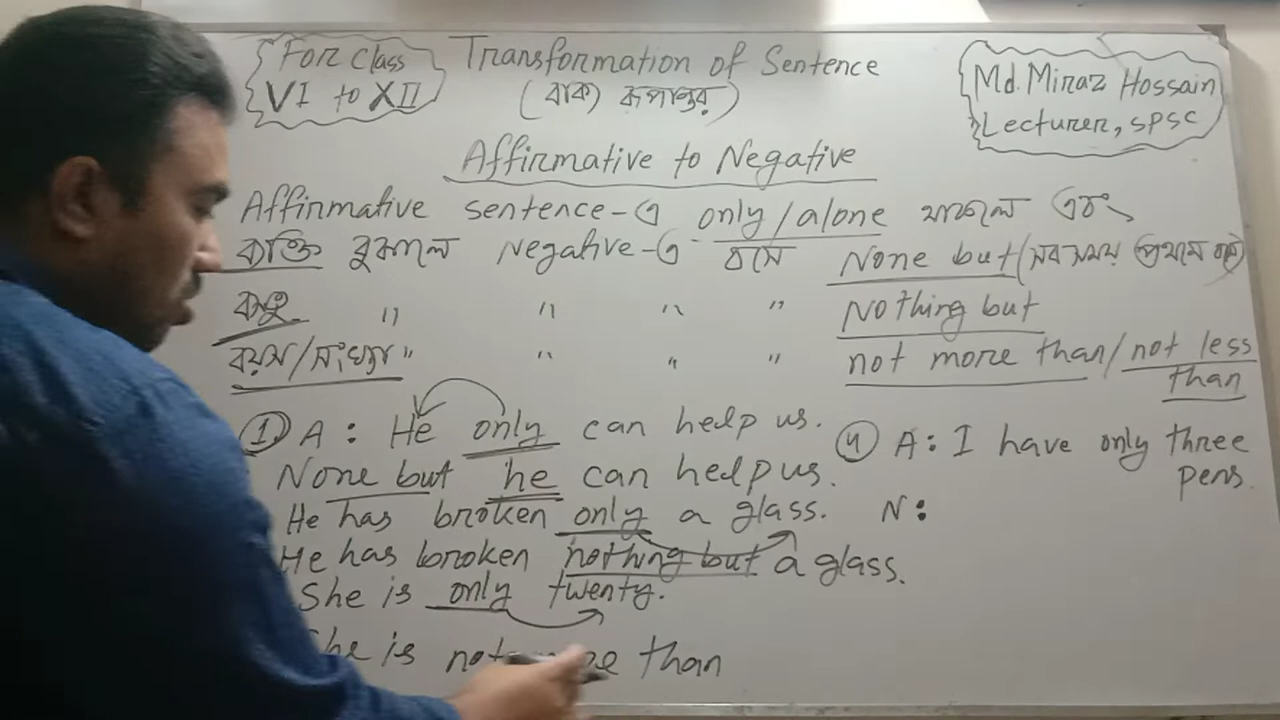 For class
VI to XII
Transformation of Sentence
(বাক্য রূপান্তর)
Md. Miraz Hossain
Lecturer, SPSC
Affirmative to Negative
Affirmative sentence-এ only/alone থাকলে এবং
ব্যক্তি বুঝালে Negative-এ বসে None but (সব সময় প্রথমে বসে)
বস্তু " " " " Nothing but
বয়স/সংখ্যা " " " " not more than/not less
than
① A: He only can help us.
None but he can help us.
He has broken only a glass.
He has broken nothing but a glass.
She is only twenty.
She is not more than
④ A: I have only three
pens.
N: